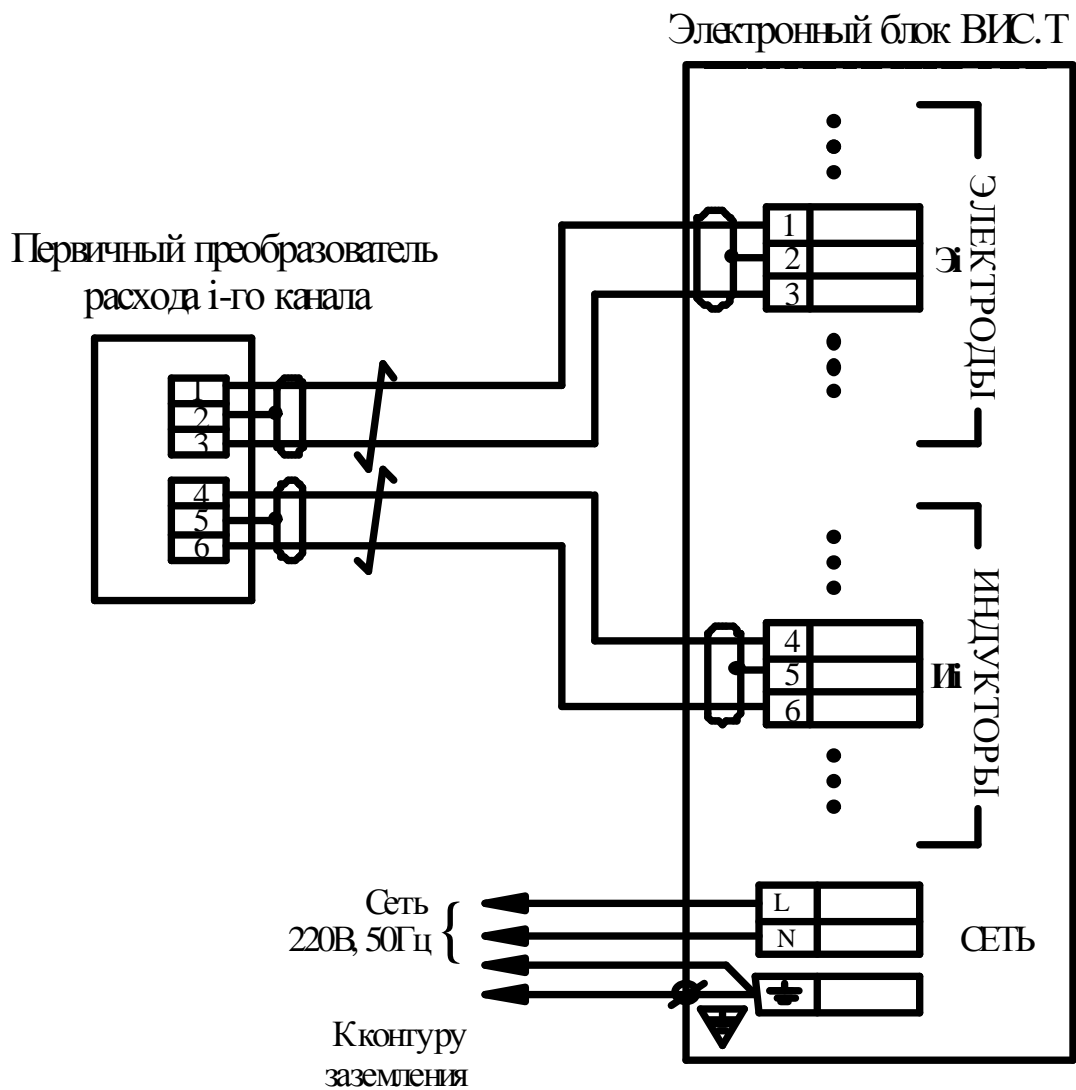 Электронный блок ВИС.Т
ЭЛЕКТРОДЫ
1
2
3
Эi
Первичный преобразователь
расхода i-го канала
1
2
3
4
5
6
ИНДУКТОРЫ
4
5
6
Иi
Сеть
220В, 50Гц
L
N
СЕТЬ
К контуру
заземления